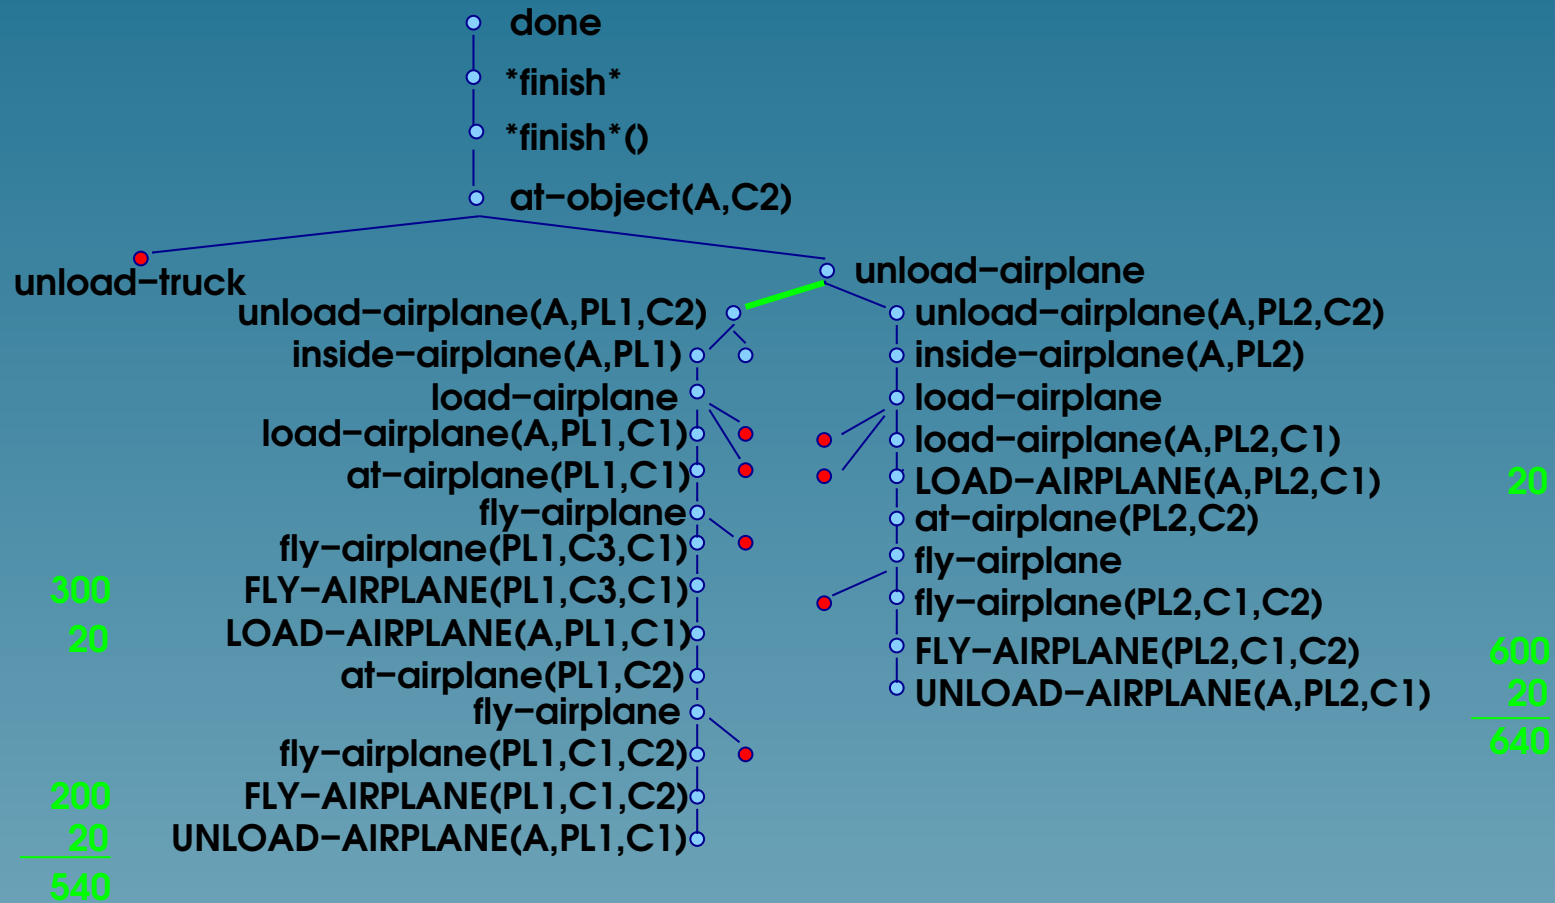 done
*finish*
*finish*()
at-object(A,C2)
unload-truck
unload-airplane
unload-airplane(A,PL1,C2)
inside-airplane(A,PL1)
load-airplane
load-airplane(A,PL1,C1)
at-airplane(PL1,C1)
fly-airplane
fly-airplane(PL1,C3,C1)
300 FLY-AIRPLANE(PL1,C3,C1)
20 LOAD-AIRPLANE(A,PL1,C1)
at-airplane(PL1,C2)
fly-airplane
fly-airplane(PL1,C1,C2)
200 FLY-AIRPLANE(PL1,C1,C2)
20 UNLOAD-AIRPLANE(A,PL1,C1)
540
unload-airplane(A,PL2,C2)
inside-airplane(A,PL2)
load-airplane
load-airplane(A,PL2,C1)
LOAD-AIRPLANE(A,PL2,C1) 20
at-airplane(PL2,C2)
fly-airplane
fly-airplane(PL2,C1,C2)
FLY-AIRPLANE(PL2,C1,C2) 600
UNLOAD-AIRPLANE(A,PL2,C1) 20
640